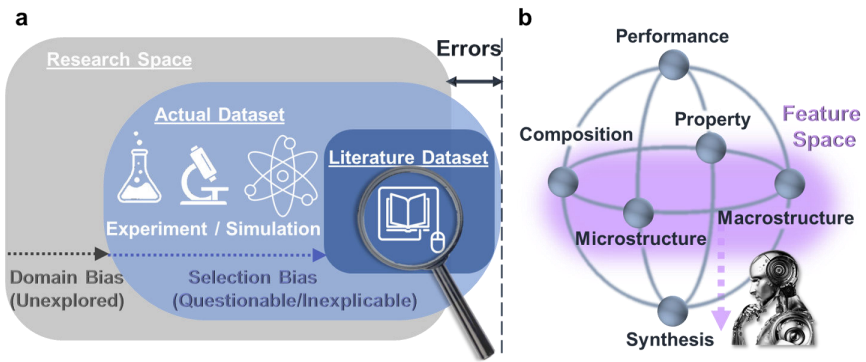 a
Research Space
Errors
Actual Dataset
Literature Dataset
Experiment / Simulation
Domain Bias
(Unexplored)
Selection Bias
(Questionable/Inexplicable)
b
Performance
Composition
Property
Feature
Space
Microstructure
Macrostructure
Synthesis